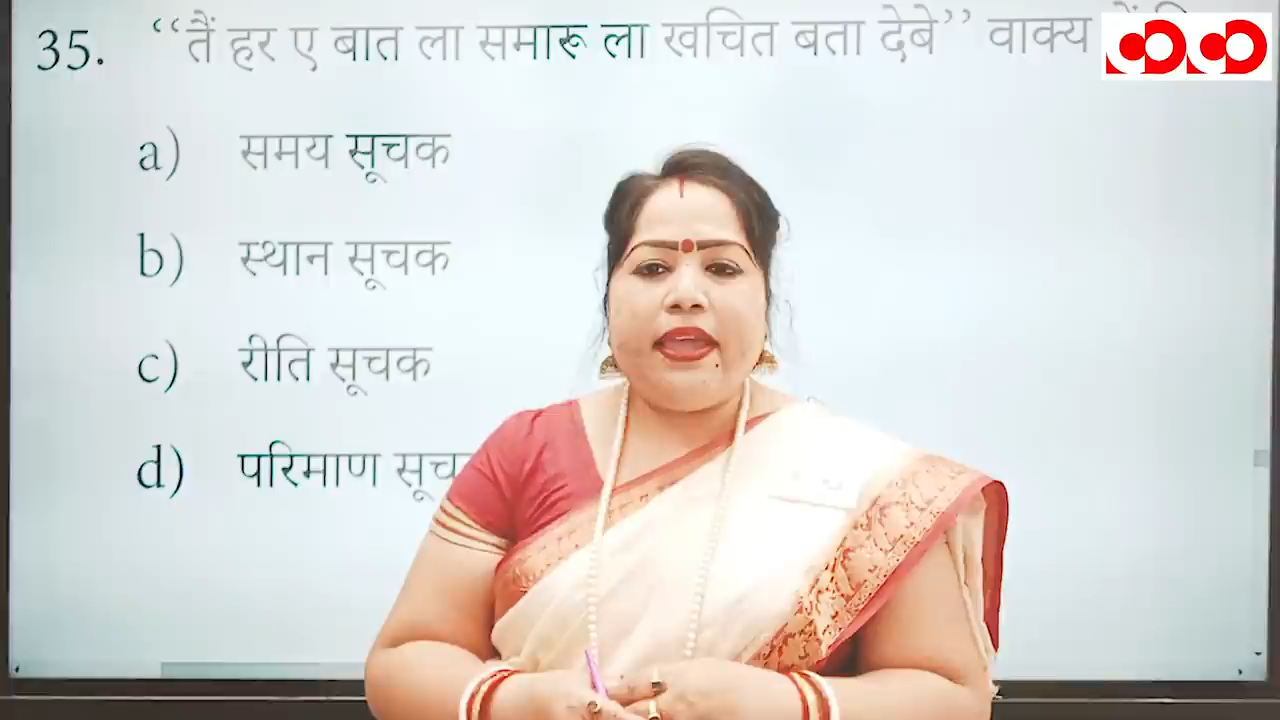 35. “तैं हर ए बात ला समारू ला खचित बता देबे” वाक्य
a) समय सूचक
b) स्थान सूचक
c) रीति सूचक
d) परिमाण